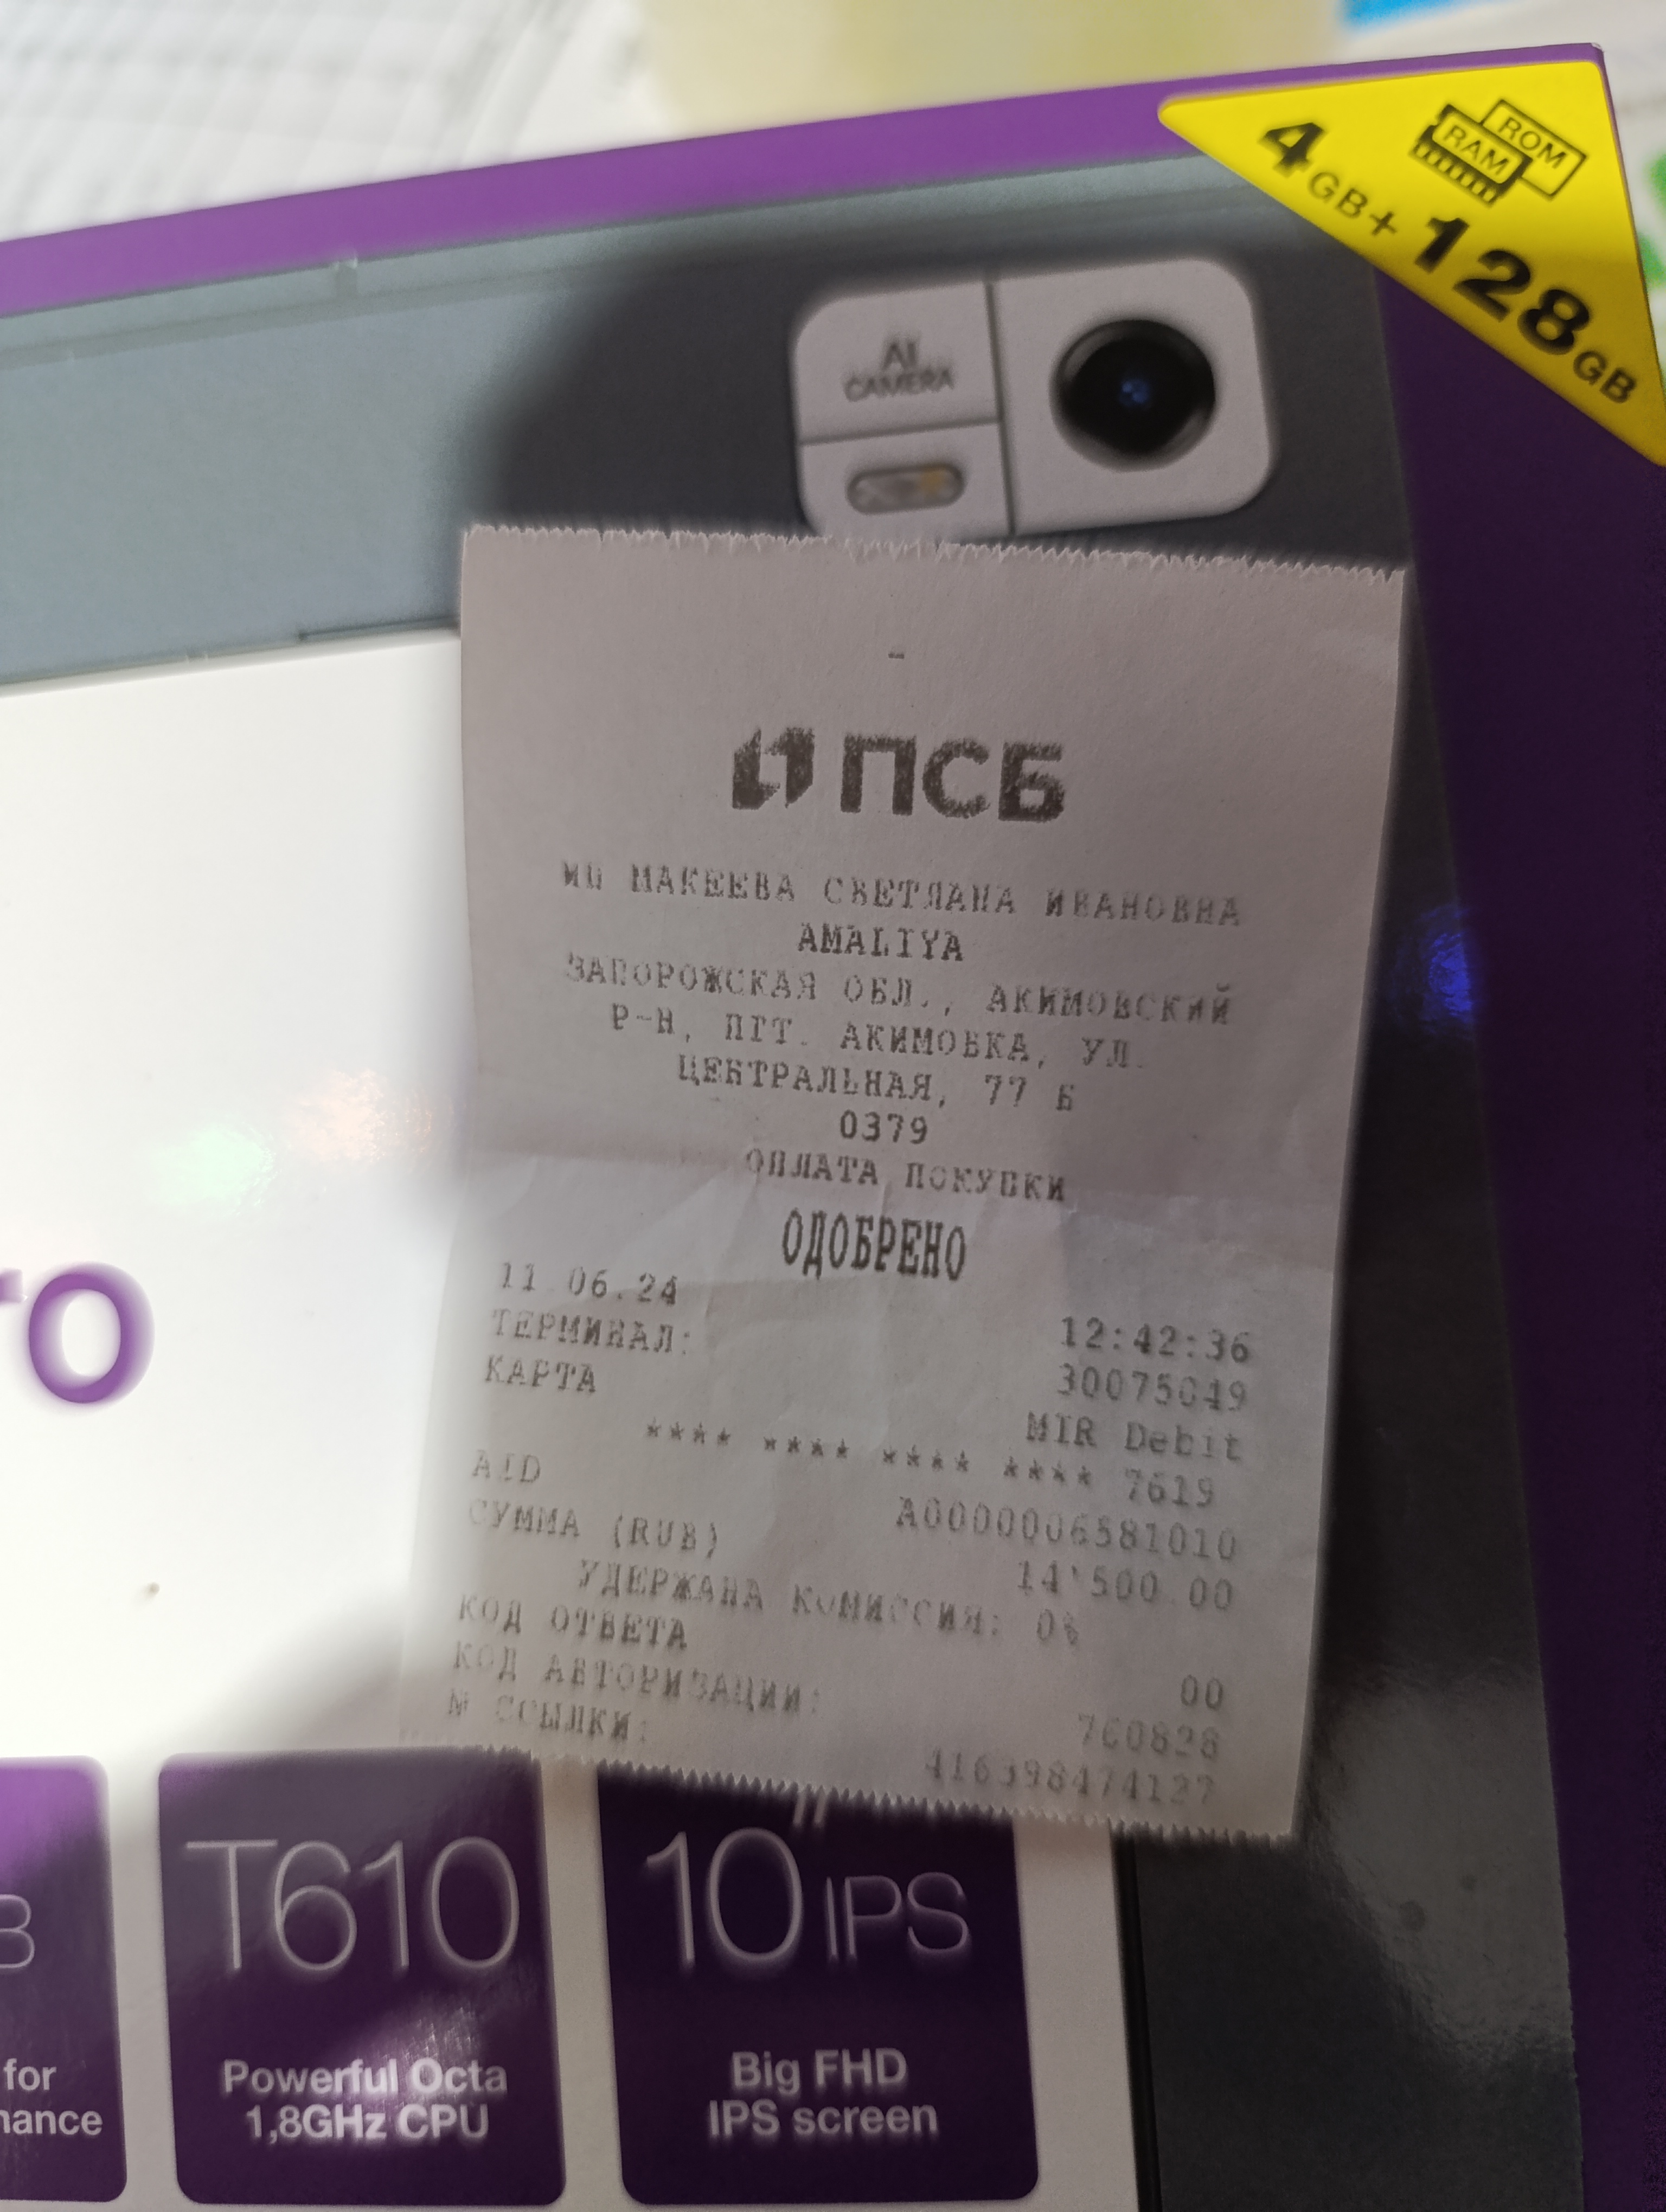 4GB+128GB
RAM
ROM
AI
CAMERA
-
ПСБ
ИП МАКЕЕВА СВЕТЛАНА ИВАНОВНА
AMALIYA
ЗАПОРОЖСКАЯ ОБЛ., АКИМОВСКИЙ
Р-Н, ПГТ. АКИМОВКА, УЛ.
ЦЕНТРАЛЬНАЯ, 77 Б
0379
ОПЛАТА ПОКУПКИ
ОДОБРЕНО
11.06.24 12:42:36
ТЕРМИНАЛ: 30075049
КАРТА MIR Debit
**** **** **** **** 7619
AID A0000006581010
СУММА (RUB) 14'500.00
УДЕРЖАНА КОМИССИЯ: 0%
КОД ОТВЕТА 00
КОД АВТОРИЗАЦИИ: 760828
№ ССЫЛКИ: 416398474127
ro
B
for
mance
T610
Powerful Octa
1,8GHz CPU
10" IPS
Big FHD
IPS screen